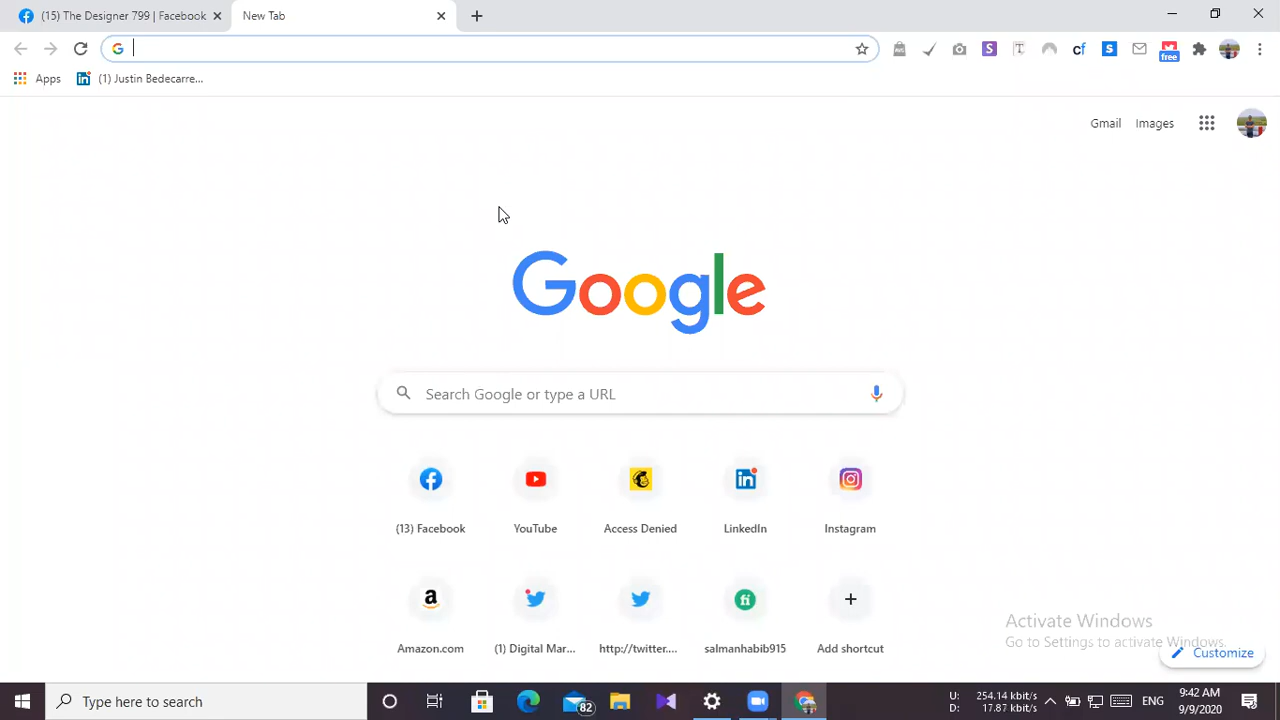 (15) The Designer 799 | Facebook
New Tab
free
Apps
(1) Justin Bedecarre...
Gmail
Images
Google
Search Google or type a URL
(13) Facebook
YouTube
Access Denied
LinkedIn
Instagram
Amazon.com
(1) Digital Mar...
http://twitter....
salmanhabib915
Add shortcut
Activate Windows
Go to Settings to activate Windows.
Customize
Type here to search
82
U: 254.14 kbit/s
D: 17.87 kbit/s
ENG
9:42 AM
9/9/2020